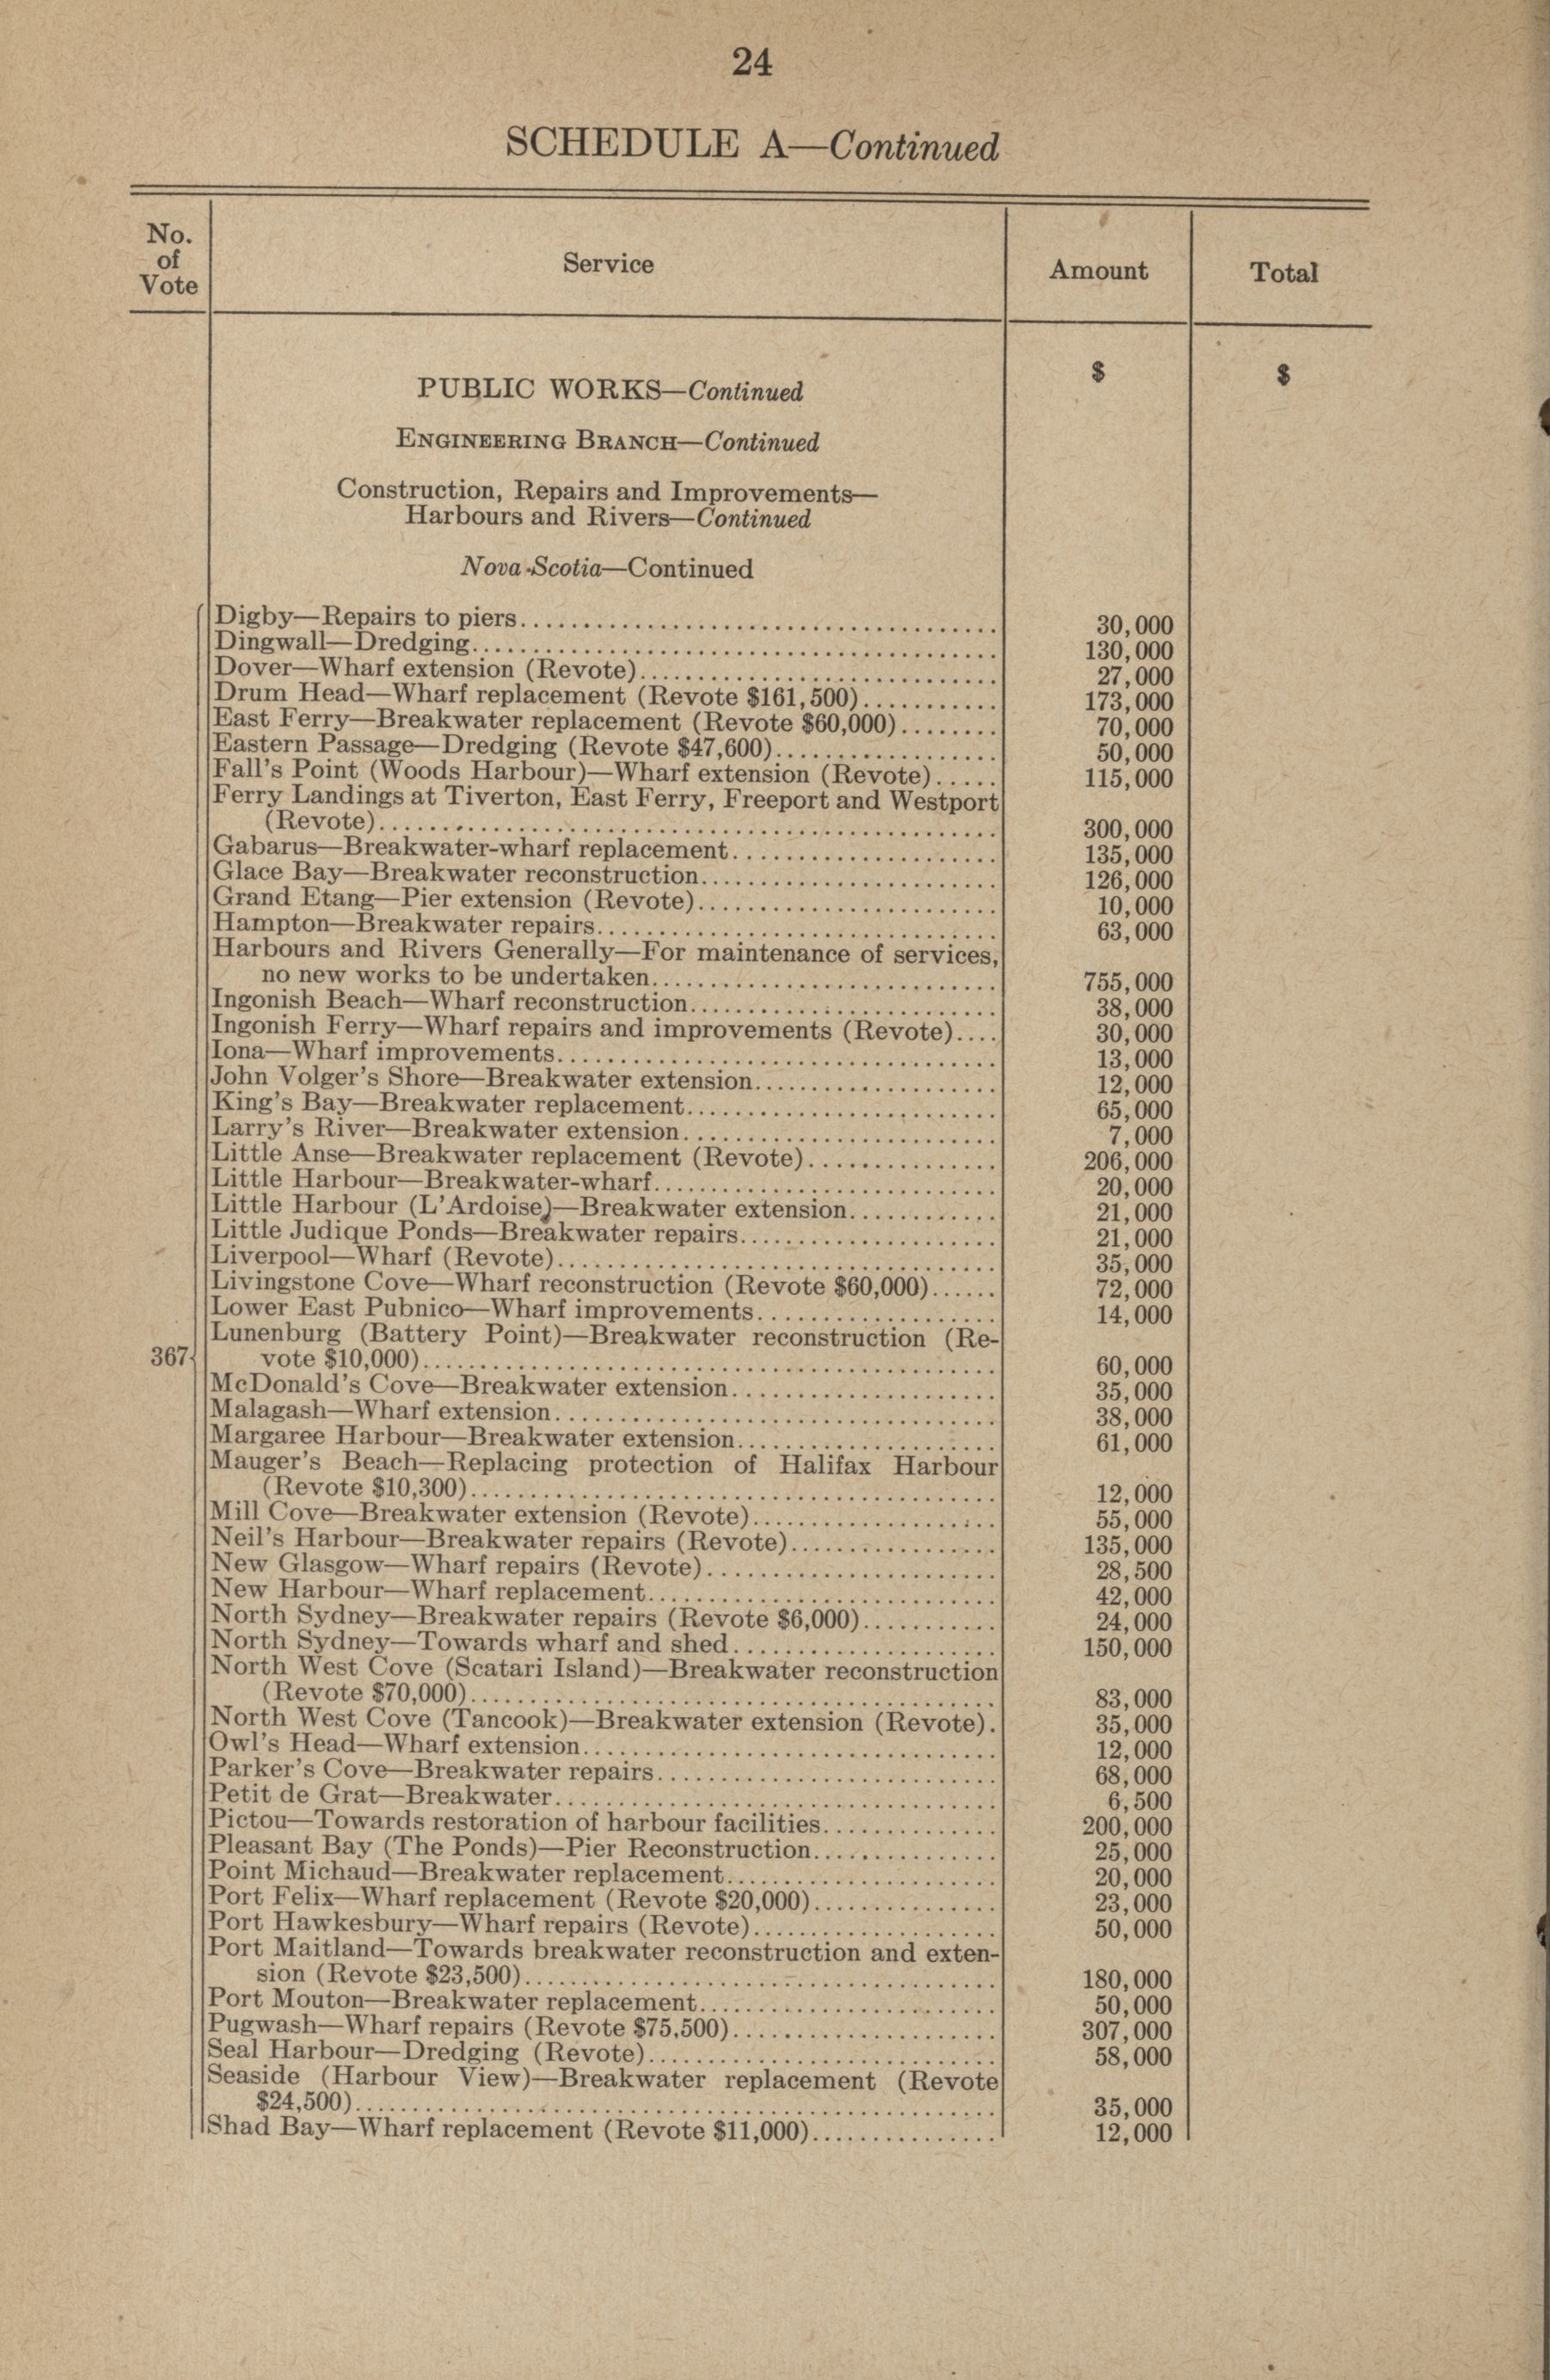 24
SCHEDULE A—Continued
No.
of
Vote
Service
Amount
Total
$
$
PUBLIC WORKS—Continued
ENGINEERING BRANCH—Continued
Construction, Repairs and Improvements—
Harbours and Rivers—Continued
Nova Scotia—Continued
Digby—Repairs to piers........ 30,000
Dingwall—Dredging........ 130,000
Dover—Wharf extension (Revote)........ 27,000
Drum Head—Wharf replacement (Revote $161,500)........ 173,000
East Ferry—Breakwater replacement (Revote $60,000)........ 70,000
Eastern Passage—Dredging (Revote $47,600)........ 50,000
Fall's Point (Woods Harbour)—Wharf extension (Revote)..... 115,000
Ferry Landings at Tiverton, East Ferry, Freeport and Westport
(Revote)........ 300,000
Gabarus—Breakwater-wharf replacement........ 135,000
Glace Bay—Breakwater reconstruction........ 126,000
Grand Etang—Pier extension (Revote)........ 10,000
Hampton—Breakwater repairs........ 63,000
Harbours and Rivers Generally—For maintenance of services,
no new works to be undertaken........ 755,000
Ingonish Beach—Wharf reconstruction........ 38,000
Ingonish Ferry—Wharf repairs and improvements (Revote).... 30,000
Iona—Wharf improvements........ 13,000
John Volger's Shore—Breakwater extension........ 12,000
King's Bay—Breakwater replacement........ 65,000
Larry's River—Breakwater extension........ 7,000
Little Anse—Breakwater replacement (Revote)........ 206,000
Little Harbour—Breakwater-wharf........ 20,000
Little Harbour (L'Ardoise)—Breakwater extension........ 21,000
Little Judique Ponds—Breakwater repairs........ 21,000
Liverpool—Wharf (Revote)........ 35,000
Livingstone Cove—Wharf reconstruction (Revote $60,000)...... 72,000
Lower East Pubnico—Wharf improvements........ 14,000
Lunenburg (Battery Point)—Breakwater reconstruction (Re-
367 vote $10,000)........ 60,000
McDonald's Cove—Breakwater extension........ 35,000
Malagash—Wharf extension........ 38,000
Margaree Harbour—Breakwater extension........ 61,000
Mauger's Beach—Replacing protection of Halifax Harbour
(Revote $10,300)........ 12,000
Mill Cove—Breakwater extension (Revote)........ 55,000
Neil's Harbour—Breakwater repairs (Revote)........ 135,000
New Glasgow—Wharf repairs (Revote)........ 28,500
New Harbour—Wharf replacement........ 42,000
North Sydney—Breakwater repairs (Revote $6,000)........ 24,000
North Sydney—Towards wharf and shed........ 150,000
North West Cove (Scatari Island)—Breakwater reconstruction
(Revote $70,000)........ 83,000
North West Cove (Tancook)—Breakwater extension (Revote). 35,000
Owl's Head—Wharf extension........ 12,000
Parker's Cove—Breakwater repairs........ 68,000
Petit de Grat—Breakwater........ 6,500
Pictou—Towards restoration of harbour facilities........ 200,000
Pleasant Bay (The Ponds)—Pier Reconstruction........ 25,000
Point Michaud—Breakwater replacement........ 20,000
Port Felix—Wharf replacement (Revote $20,000)........ 23,000
Port Hawkesbury—Wharf repairs (Revote)........ 50,000
Port Maitland—Towards breakwater reconstruction and exten-
sion (Revote $23,500)........ 180,000
Port Mouton—Breakwater replacement........ 50,000
Pugwash—Wharf repairs (Revote $75,500)........ 307,000
Seal Harbour—Dredging (Revote)........ 58,000
Seaside (Harbour View)—Breakwater replacement (Revote
$24,500)........ 35,000
Shad Bay—Wharf replacement (Revote $11,000)........ 12,000